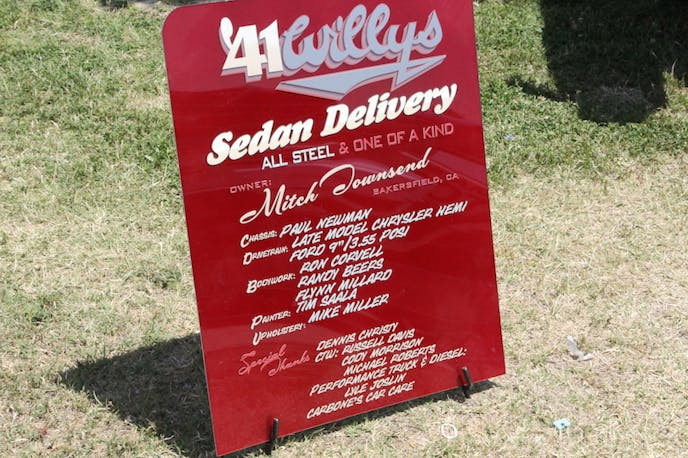 '41 Willys
Sedan Delivery
ALL STEEL & ONE OF A KIND
OWNER: Mitch Townsend
BAKERSFIELD, CA
CHASSIS: PAUL NEWMAN
DRIVETRAIN: LATE MODEL CHRYSLER HEMI
FORD 9"/3.55 POSI
BODYWORK: RON CORVELL
RANDY BEERS
FLYNN MILLARD
PAINTER: TIM SAALA
UPHOLSTERY: MIKE MILLER
Special Thanks
DENNIS CHRISTY
CTW: RUSSELL DAVIS
CODY MORRISON
MICHAEL ROBERTS
PERFORMANCE TRUCK & DIESEL:
LYLE JOSLIN
CARBONE'S CAR CARE